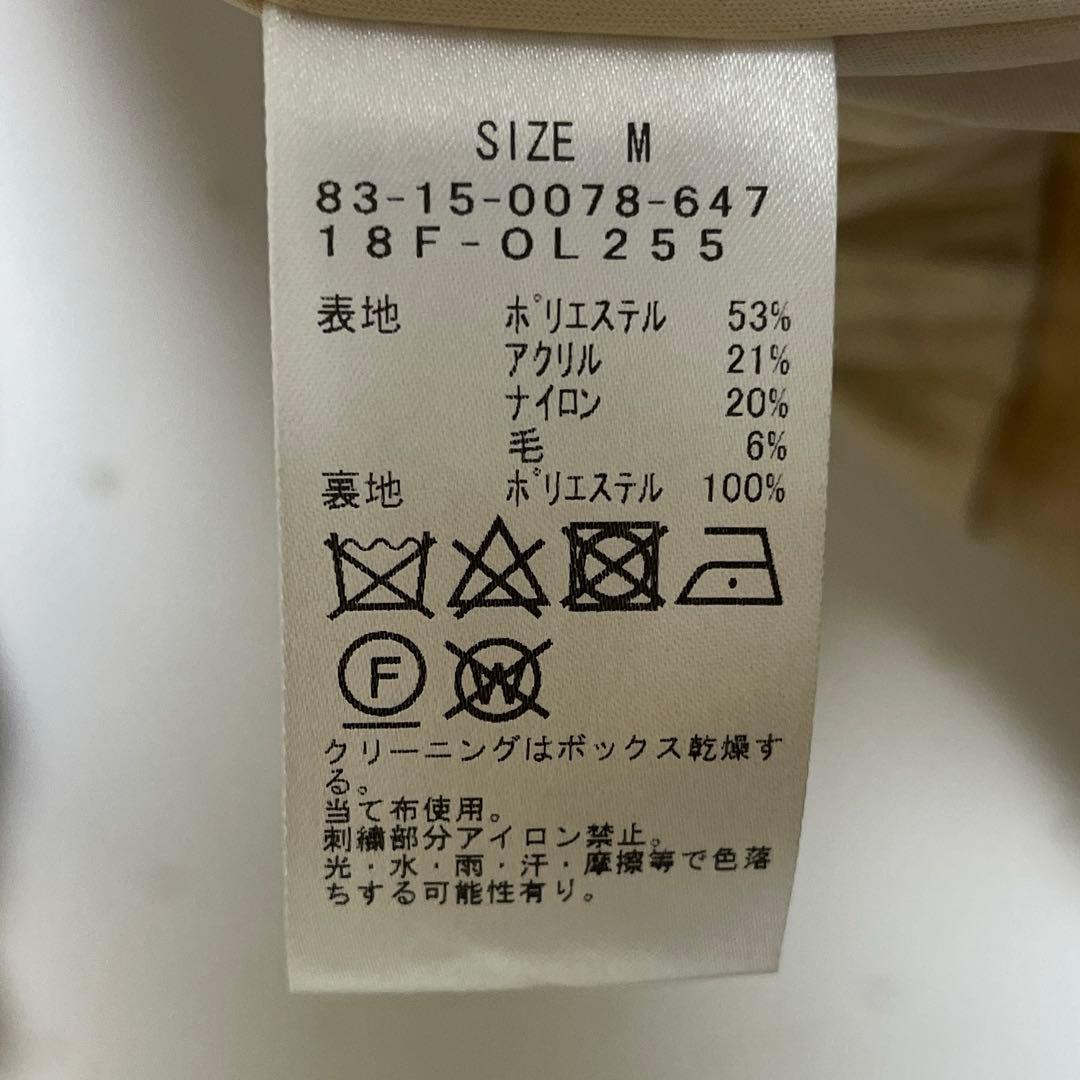 SIZE M
83-15-0078-647
18F-OL255
表地 ポリエステル 53%
アクリル 21%
ナイロン 20%
毛 6%
裏地 ポリエステル 100%
F W
クリーニングはボックス乾燥す
る。
当て布使用。
刺繍部分アイロン禁止。
光・水・雨・汗・摩擦等で色落
ちする可能性有り。